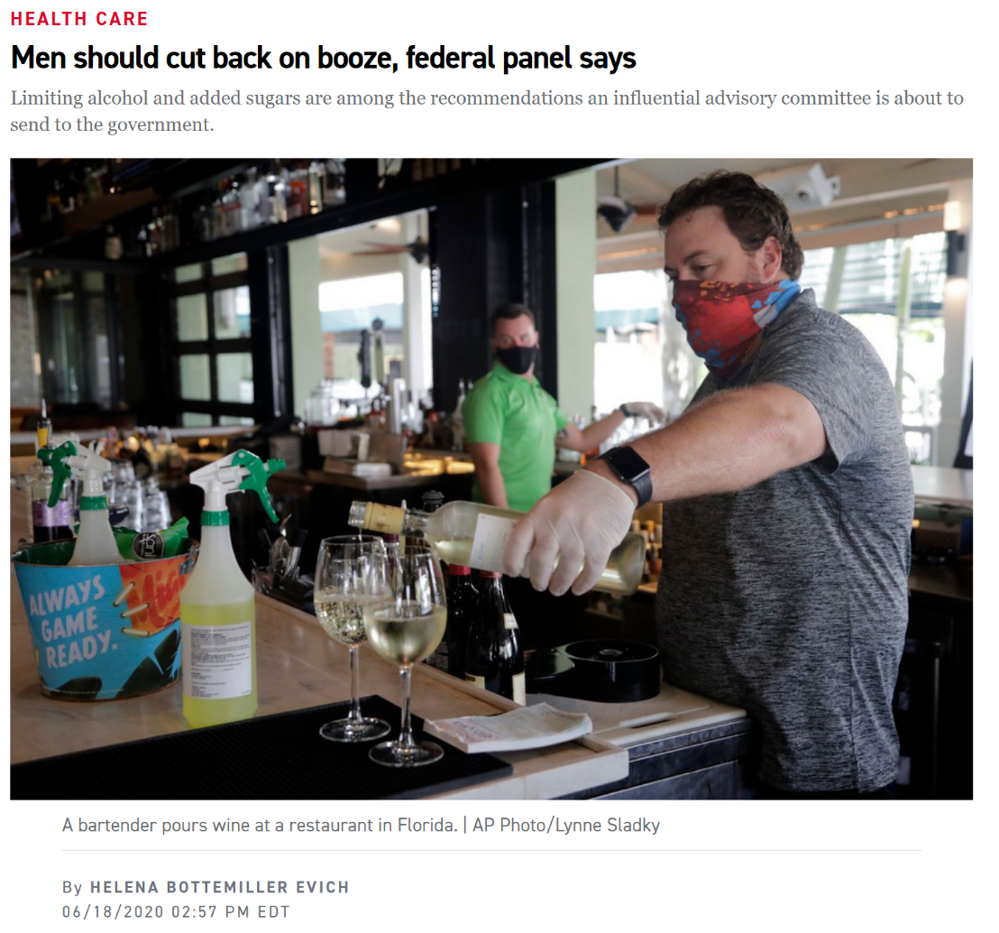 HEALTH CARE
Men should cut back on booze, federal panel says
Limiting alcohol and added sugars are among the recommendations an influential advisory committee is about to
send to the government.
ALWAYS
GAME
READY.
A bartender pours wine at a restaurant in Florida. | AP Photo/Lynne Sladky
By HELENA BOTTEMILLER EVICH
06/18/2020 02:57 PM EDT